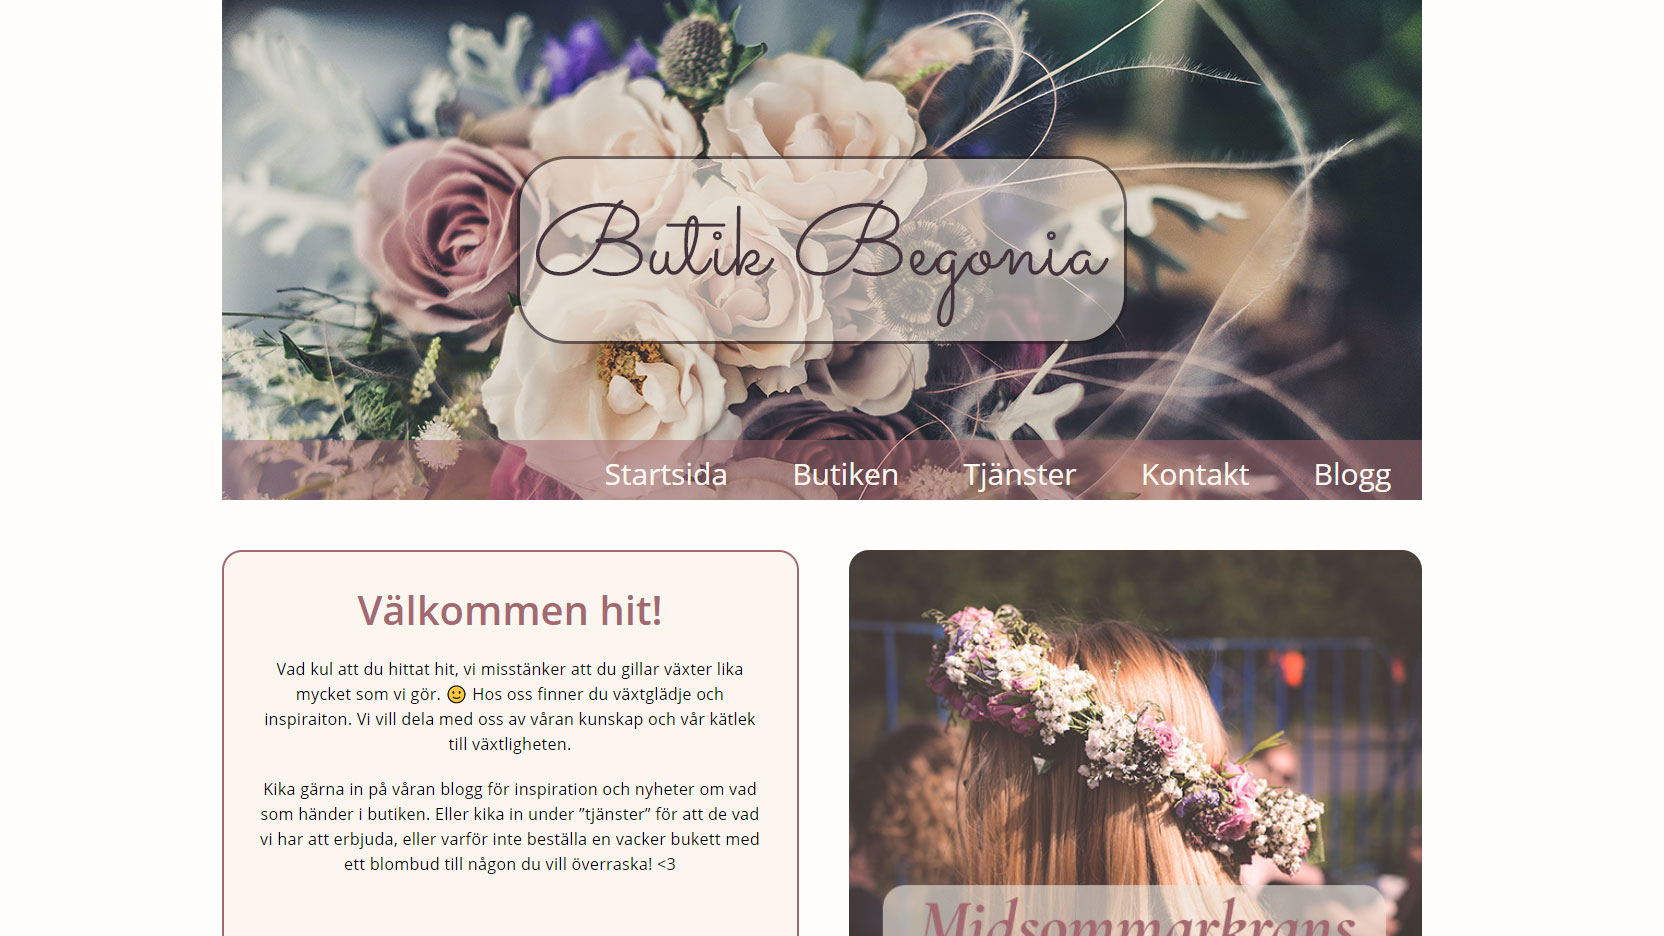 Butik Begonia
Startsida Butiken Tjänster Kontakt Blogg
Välkommen hit!
Vad kul att du hittat hit, vi misstänker att du gillar växter lika
mycket som vi gör. 🙂 Hos oss finner du växtglädje och
inspiraiton. Vi vill dela med oss av våran kunskap och vår kätlek
till växtligheten.
Kika gärna in på våran blogg för inspiration och nyheter om vad
som händer i butiken. Eller kika in under ”tjänster” för att de vad
vi har att erbjuda, eller varför inte beställa en vacker bukett med
ett blombud till någon du vill överraska! <3
Midsommarkrans